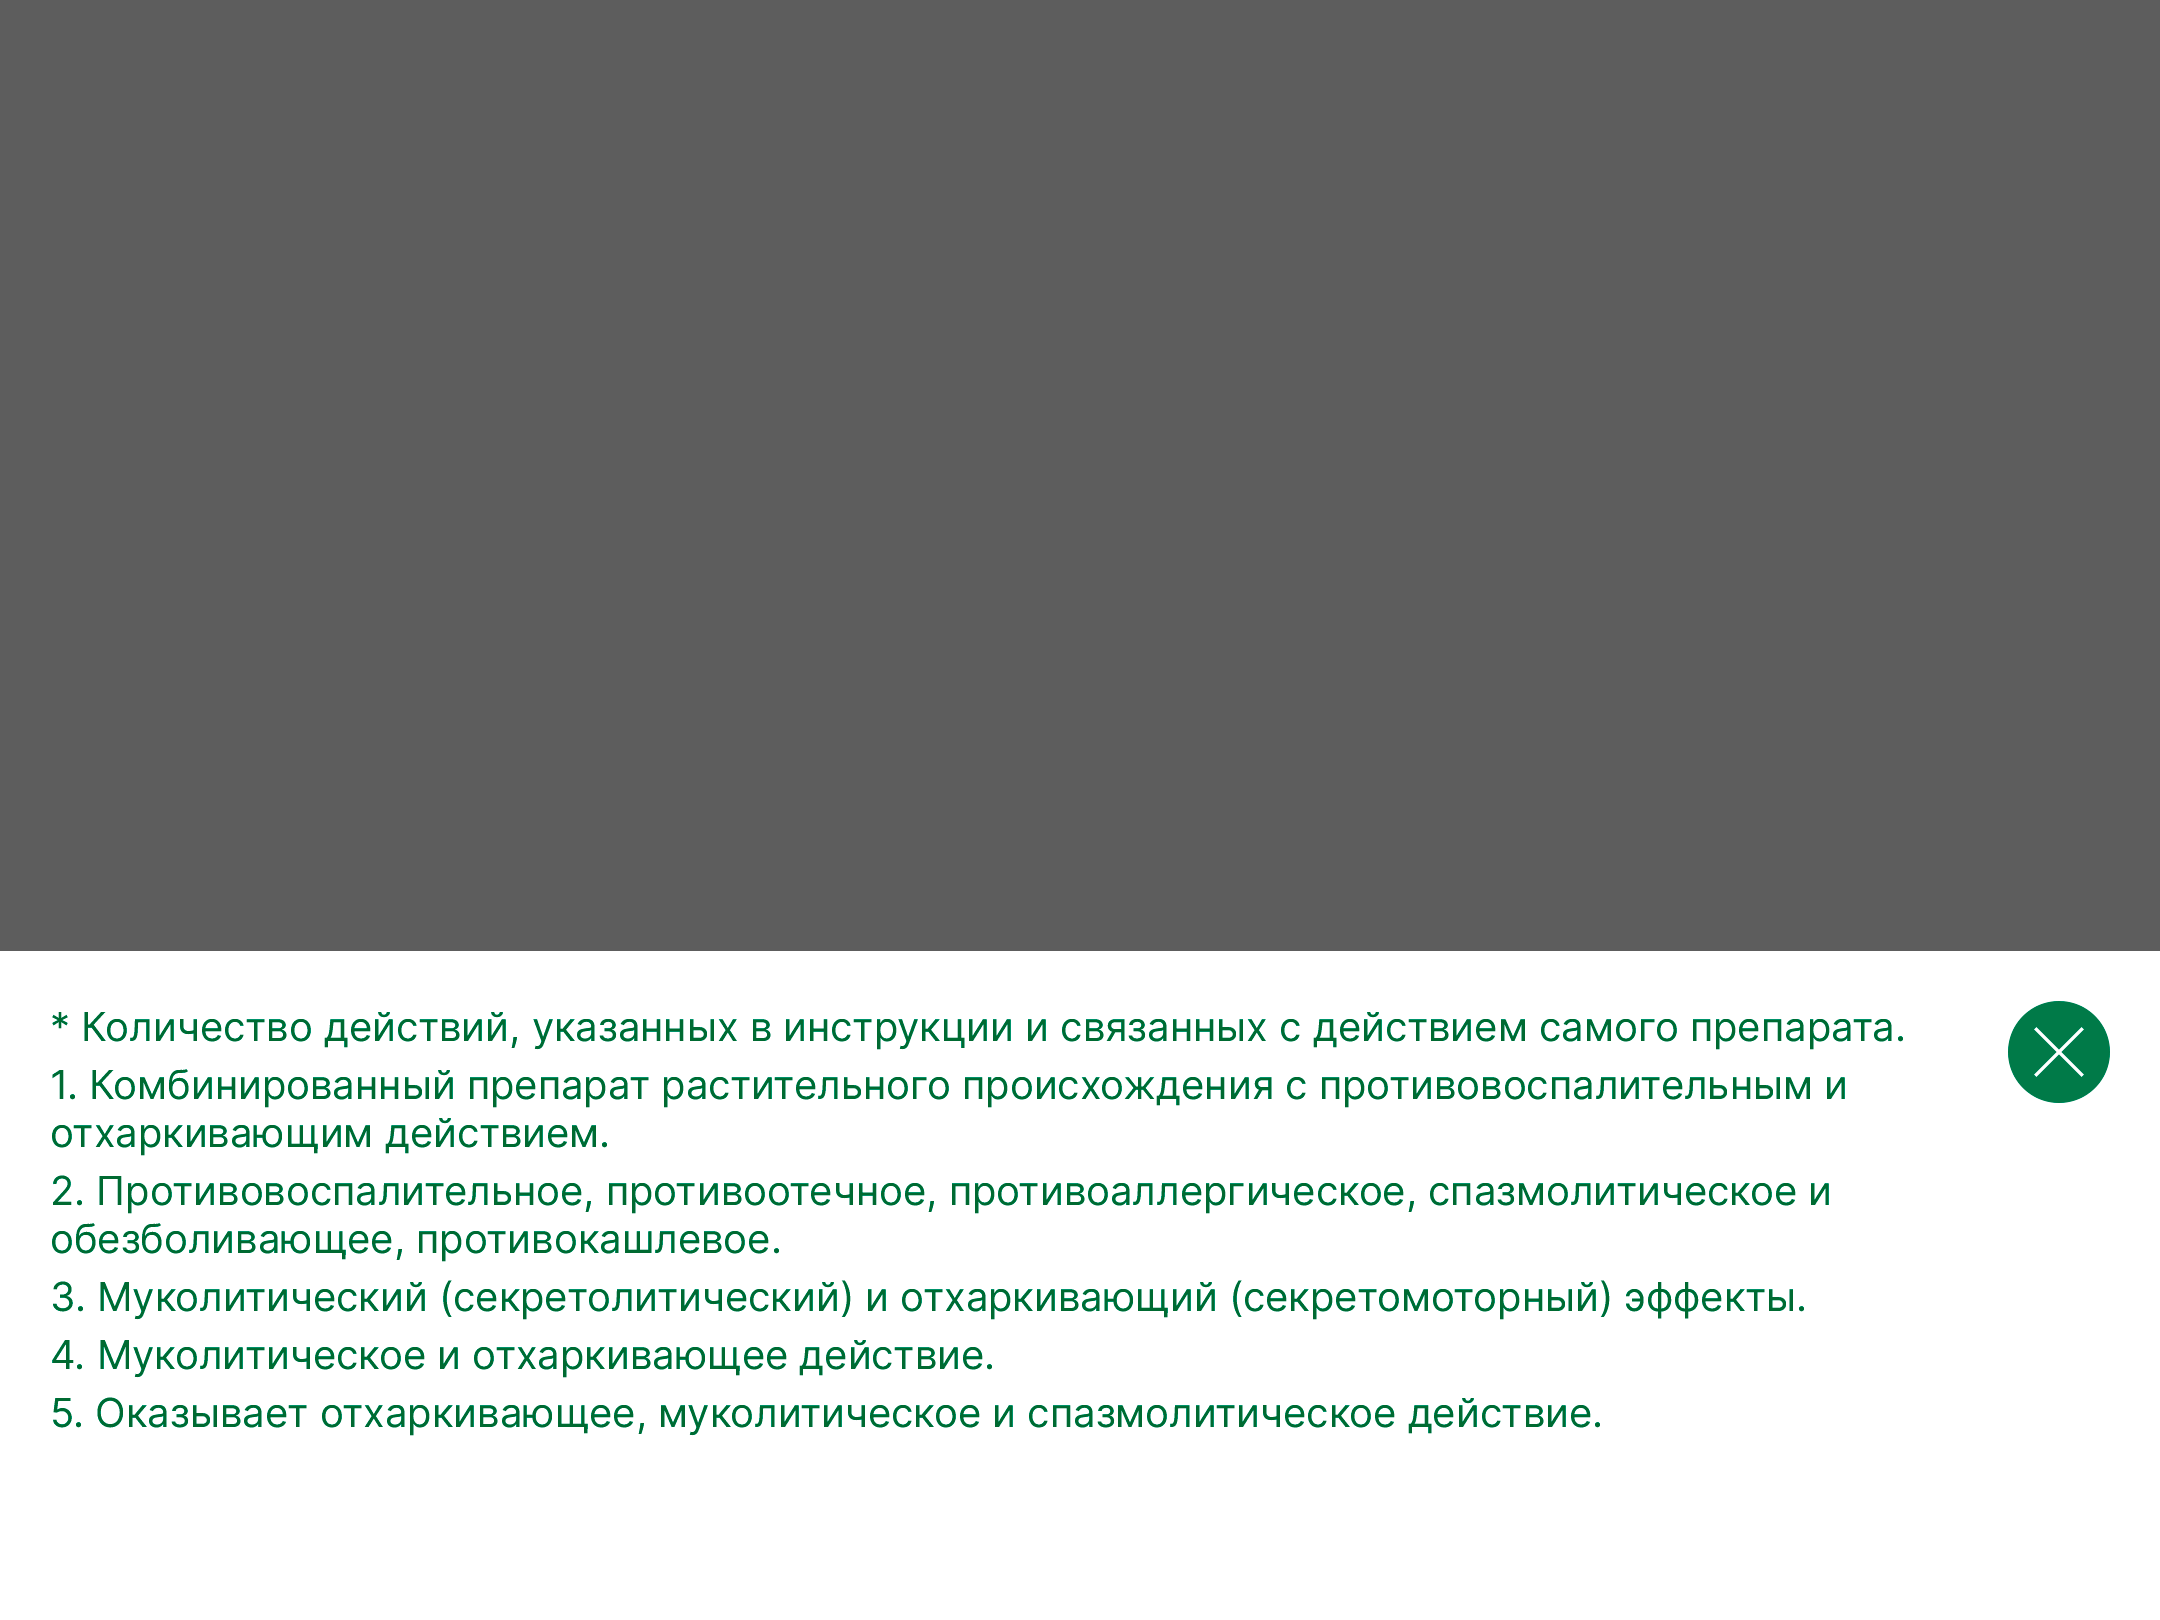 * Количество действий, указанных в инструкции и связанных с действием самого препарата.
1. Комбинированный препарат растительного происхождения с противовоспалительным и
отхаркивающим действием.
2. Противовоспалительное, противоотечное, противоаллергическое, спазмолитическое и
обезболивающее, противокашлевое.
3. Муколитический (секретолитический) и отхаркивающий (секретомоторный) эффекты.
4. Муколитическое и отхаркивающее действие.
5. Оказывает отхаркивающее, муколитическое и спазмолитическое действие.